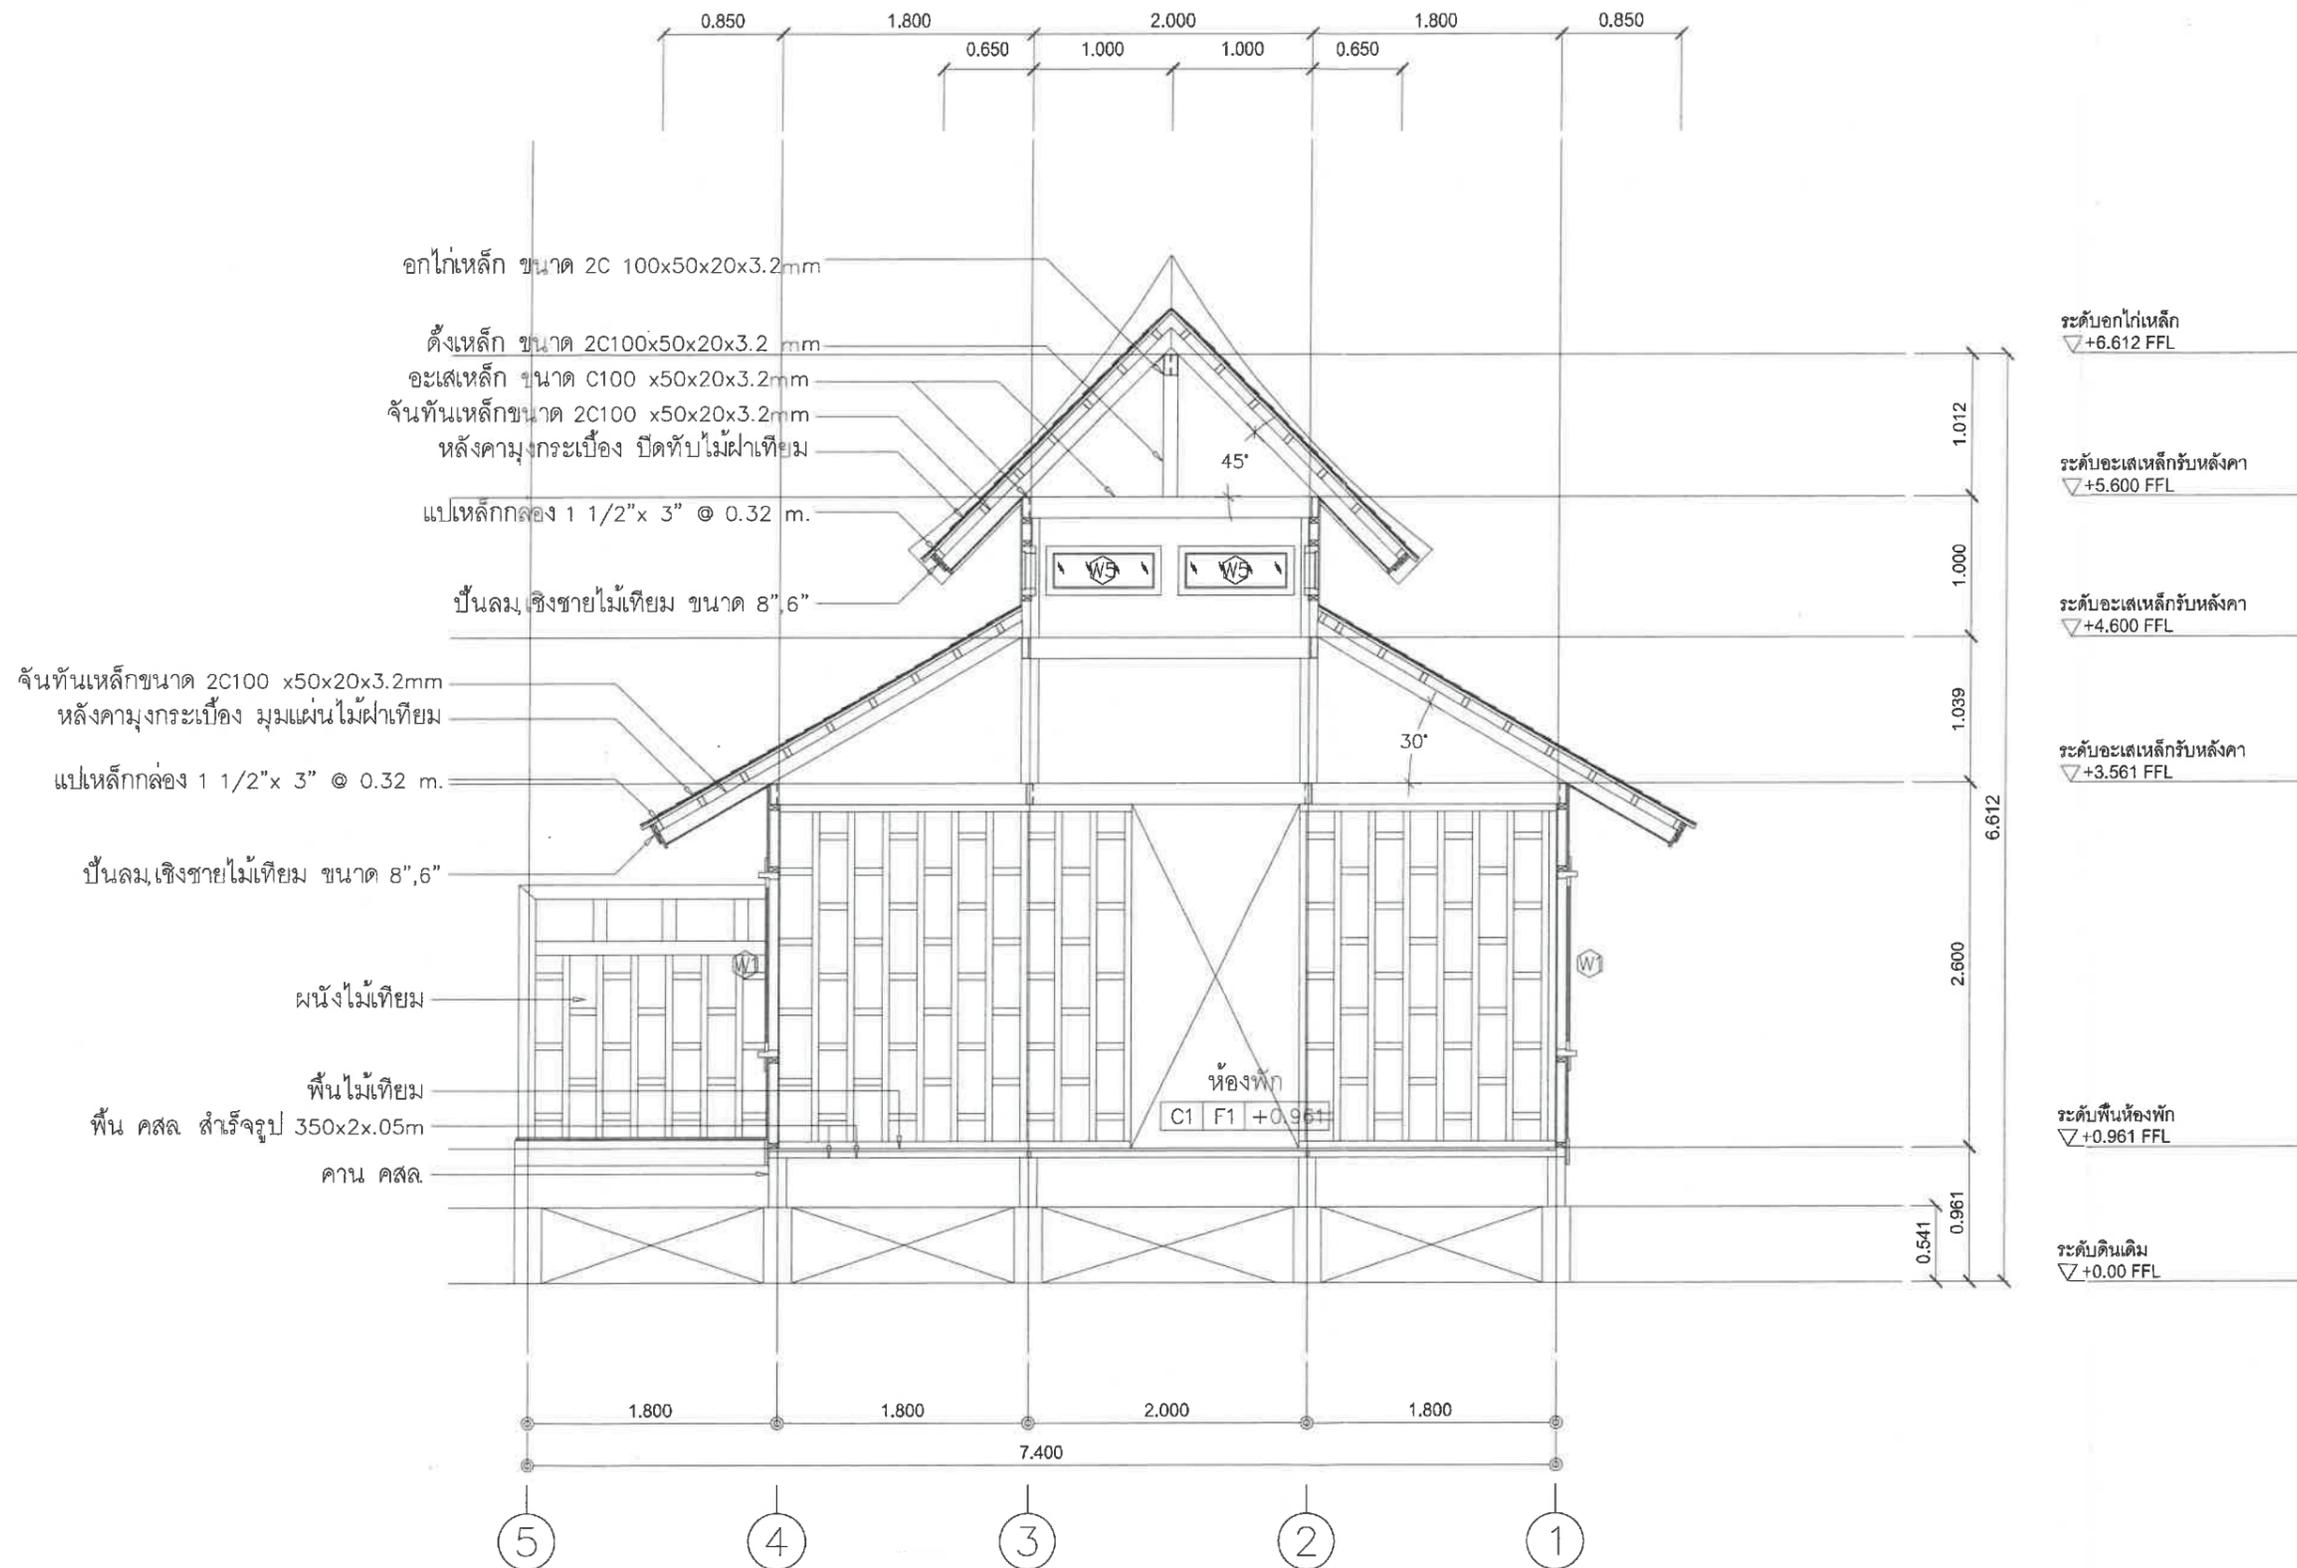 0.850 1.800 2.000 1.800 0.850
0.650 1.000 1.000 0.650
อกไก่เหล็ก ขนาด 2C 100x50x20x3.2mm
ดั้งเหล็ก ขนาด 2C100x50x20x3.2 mm
อะเสเหล็ก ขนาด C100 x50x20x3.2mm
จันทันเหล็กขนาด 2C100 x50x20x3.2mm
หลังคามุงกระเบื้อง ปิดทับไม้ฝาเทียม
แปเหล็กกล่อง 1 1/2"x 3" @ 0.32 m.
ปั้นลม,เชิงชายไม้เทียม ขนาด 8",6"
จันทันเหล็กขนาด 2C100 x50x20x3.2mm
หลังคามุงกระเบื้อง มุมแผ่นไม้ฝาเทียม
แปเหล็กกล่อง 1 1/2"x 3" @ 0.32 m.
ปั้นลม,เชิงชายไม้เทียม ขนาด 8",6"
ผนังไม้เทียม
พื้นไม้เทียม
พื้น คสล สำเร็จรูป 350x2x.05m
คาน คสล.
45°
W5 W5
30°
W1 W1
ห้องพัก
C1 F1 +0.961
ระดับอกไก่เหล็ก
+6.612 FFL
ระดับอะเสเหล็กรับหลังคา
+5.600 FFL
ระดับอะเสเหล็กรับหลังคา
+4.600 FFL
ระดับอะเสเหล็กรับหลังคา
+3.561 FFL
ระดับพื้นห้องพัก
+0.961 FFL
ระดับดินเดิม
+0.00 FFL
1.012
1.000
1.039
2.600
0.961
0.541
6.612
1.800 1.800 2.000 1.800
7.400
5 4 3 2 1